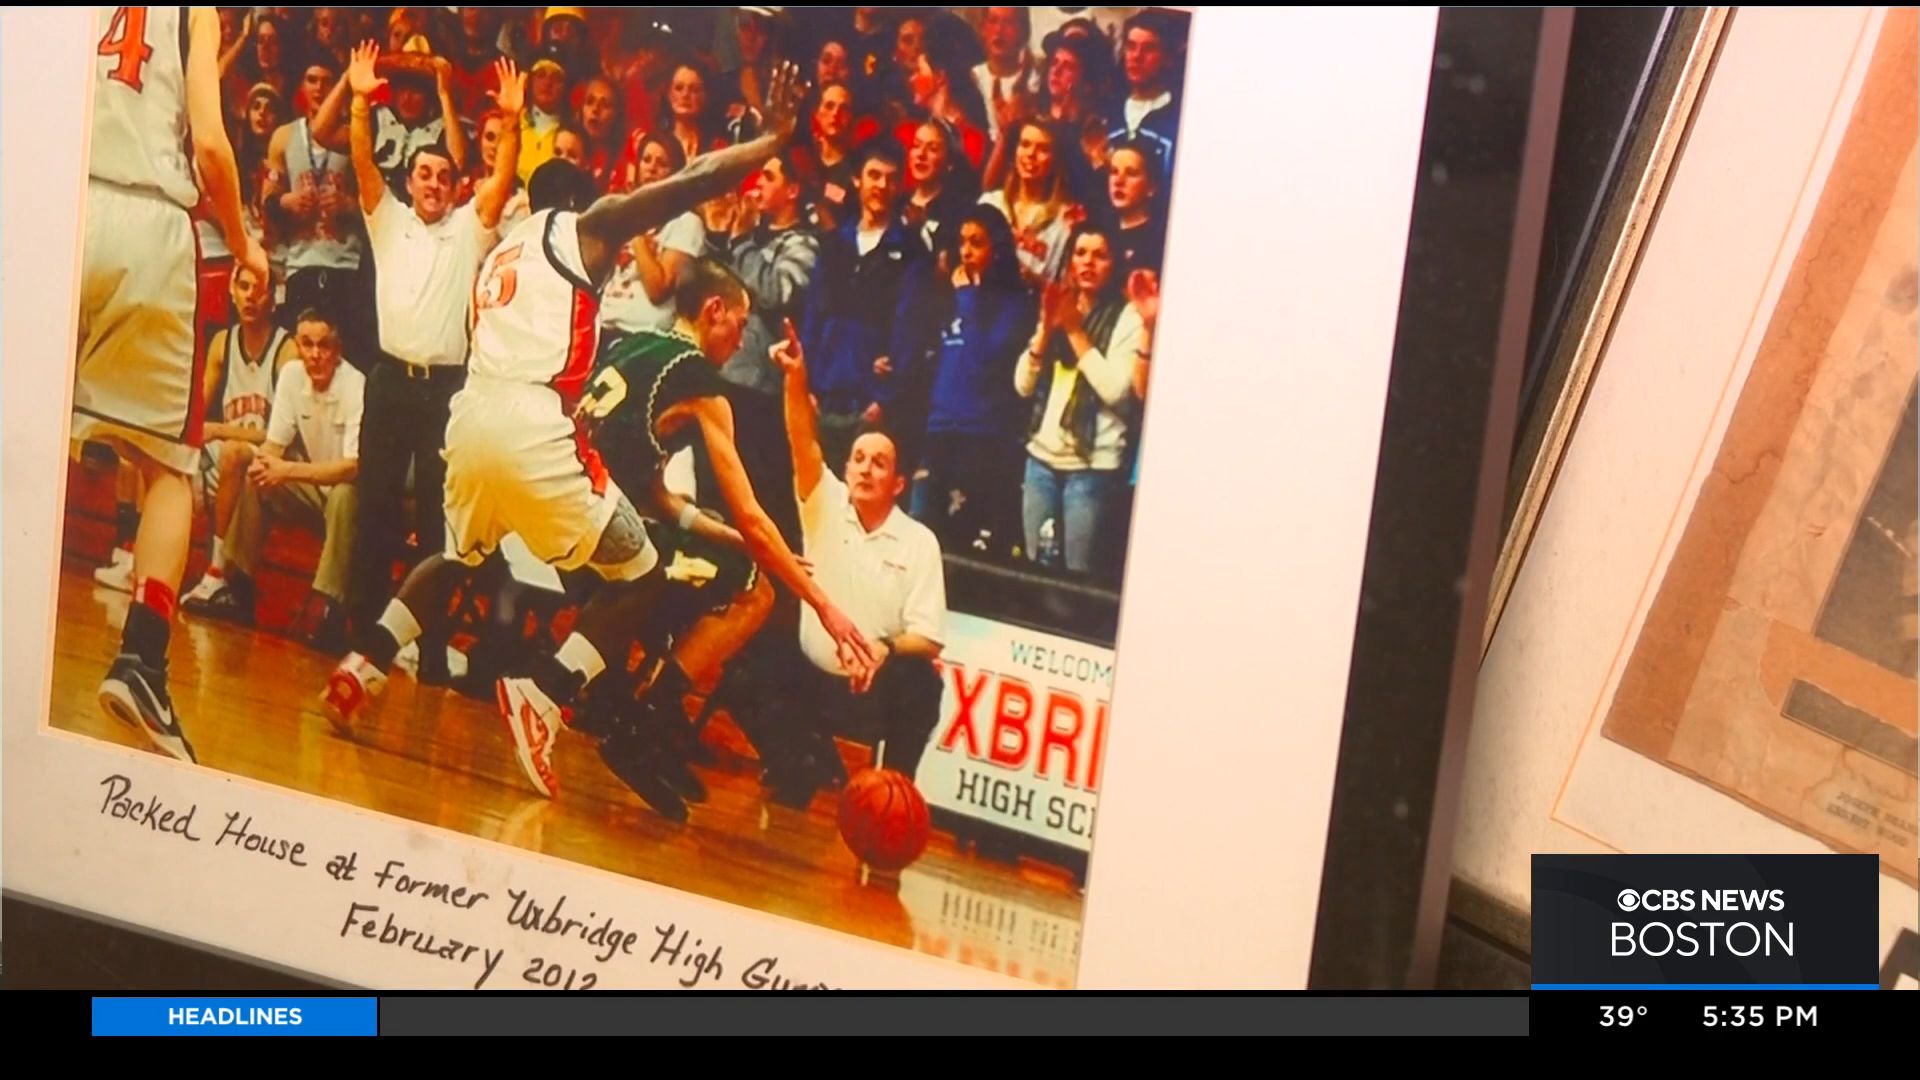 4
5
2
WELCOM
XBRI
HIGH SC
Packed House at Former Uxbridge High
February 2012
CBS NEWS
BOSTON
HEADLINES
39°
5:35 PM